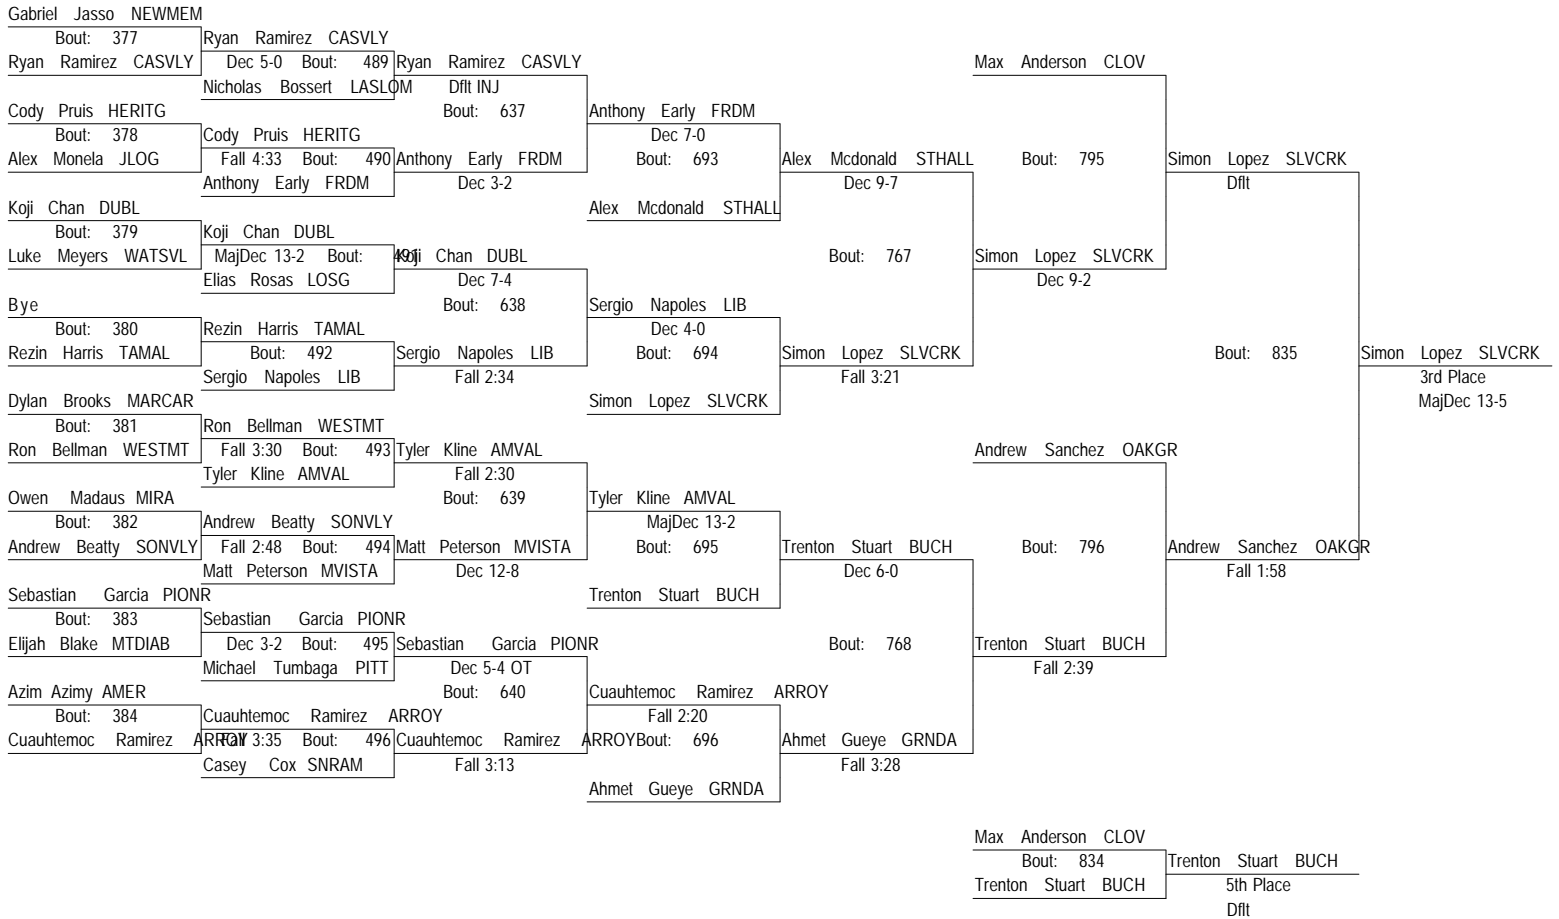 Gabriel Jasso NEWMEM
Bout: 377
Ryan Ramirez CASVLY
Cody Pruis HERITG
Bout: 378
Alex Monela JLOG
Koji Chan DUBL
Bout: 379
Luke Meyers WATSVL
Bye
Bout: 380
Rezin Harris TAMAL
Dylan Brooks MARCAR
Bout: 381
Ron Bellman WESTMT
Owen Madaus MIRA
Bout: 382
Andrew Beatty SONVLY
Sebastian Garcia PIONR
Bout: 383
Elijah Blake MTDIAB
Azim Azimy AMER
Bout: 384
Cuauhtemoc Ramirez ARROY
Ryan Ramirez CASVLY
Dec 5-0 Bout: 489
Nicholas Bossert LASLOM
Cody Pruis HERITG
Fall 4:33 Bout: 490
Anthony Early FRDM
Koji Chan DUBL
MajDec 13-2 Bout: 491
Elias Rosas LOSG
Rezin Harris TAMAL
Bout: 492
Sergio Napoles LIB
Ron Bellman WESTMT
Fall 3:30 Bout: 493
Tyler Kline AMVAL
Andrew Beatty SONVLY
Fall 2:48 Bout: 494
Matt Peterson MVISTA
Sebastian Garcia PIONR
Dec 3-2 Bout: 495
Michael Tumbaga PITT
Cuauhtemoc Ramirez ARROY
Fall 3:35 Bout: 496
Casey Cox SNRAM
Ryan Ramirez CASVLY
Dflt INJ
Bout: 637
Anthony Early FRDM
Dec 3-2
Koji Chan DUBL
Dec 7-4
Bout: 638
Sergio Napoles LIB
Fall 2:34
Tyler Kline AMVAL
Fall 2:30
Bout: 639
Matt Peterson MVISTA
Dec 12-8
Sebastian Garcia PIONR
Dec 5-4 OT
Bout: 640
Cuauhtemoc Ramirez ARROY
Fall 3:13
Anthony Early FRDM
Dec 7-0
Bout: 693
Alex Mcdonald STHALL
Sergio Napoles LIB
Dec 4-0
Bout: 694
Simon Lopez SLVCRK
Tyler Kline AMVAL
MajDec 13-2
Bout: 695
Trenton Stuart BUCH
Cuauhtemoc Ramirez ARROY
Fall 2:20
Bout: 696
Ahmet Gueye GRNDA
Alex Mcdonald STHALL
Dec 9-7
Bout: 767
Simon Lopez SLVCRK
Fall 3:21
Trenton Stuart BUCH
Dec 6-0
Bout: 768
Ahmet Gueye GRNDA
Fall 3:28
Max Anderson CLOV
Bout: 795
Simon Lopez SLVCRK
Dec 9-2
Andrew Sanchez OAKGR
Bout: 796
Trenton Stuart BUCH
Fall 2:39
Simon Lopez SLVCRK
Dflt
Bout: 835
Andrew Sanchez OAKGR
Fall 1:58
Simon Lopez SLVCRK
3rd Place
MajDec 13-5
Max Anderson CLOV
Bout: 834
Trenton Stuart BUCH
Trenton Stuart BUCH
5th Place
Dflt